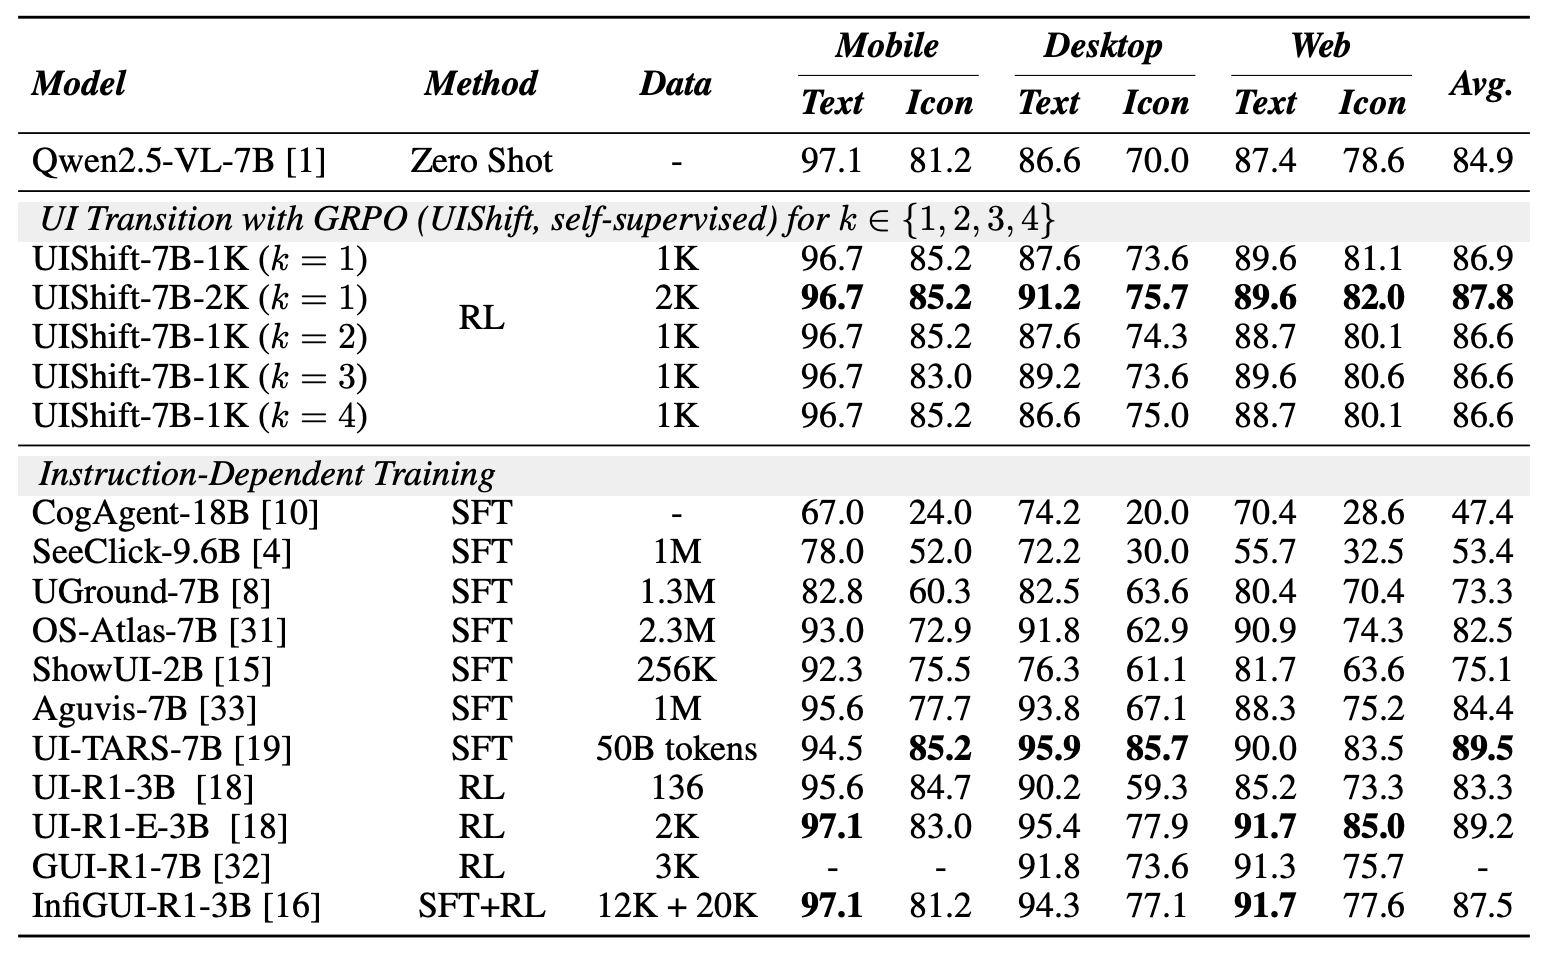 Mobile Desktop Web
Model Method Data Avg.
Text Icon Text Icon Text Icon
Qwen2.5-VL-7B [1] Zero Shot - 97.1 81.2 86.6 70.0 87.4 78.6 84.9
UI Transition with GRPO (UIShift, self-supervised) for k ∈ {1, 2, 3, 4}
UIShift-7B-1K (k = 1) 1K 96.7 85.2 87.6 73.6 89.6 81.1 86.9
UIShift-7B-2K (k = 1) 2K 96.7 85.2 91.2 75.7 89.6 82.0 87.8
RL
UIShift-7B-1K (k = 2) 1K 96.7 85.2 87.6 74.3 88.7 80.1 86.6
UIShift-7B-1K (k = 3) 1K 96.7 83.0 89.2 73.6 89.6 80.6 86.6
UIShift-7B-1K (k = 4) 1K 96.7 85.2 86.6 75.0 88.7 80.1 86.6
Instruction-Dependent Training
CogAgent-18B [10] SFT - 67.0 24.0 74.2 20.0 70.4 28.6 47.4
SeeClick-9.6B [4] SFT 1M 78.0 52.0 72.2 30.0 55.7 32.5 53.4
UGround-7B [8] SFT 1.3M 82.8 60.3 82.5 63.6 80.4 70.4 73.3
OS-Atlas-7B [31] SFT 2.3M 93.0 72.9 91.8 62.9 90.9 74.3 82.5
ShowUI-2B [15] SFT 256K 92.3 75.5 76.3 61.1 81.7 63.6 75.1
Aguvis-7B [33] SFT 1M 95.6 77.7 93.8 67.1 88.3 75.2 84.4
UI-TARS-7B [19] SFT 50B tokens 94.5 85.2 95.9 85.7 90.0 83.5 89.5
UI-R1-3B [18] RL 136 95.6 84.7 90.2 59.3 85.2 73.3 83.3
UI-R1-E-3B [18] RL 2K 97.1 83.0 95.4 77.9 91.7 85.0 89.2
GUI-R1-7B [32] RL 3K - - 91.8 73.6 91.3 75.7 -
InfiGUI-R1-3B [16] SFT+RL 12K + 20K 97.1 81.2 94.3 77.1 91.7 77.6 87.5